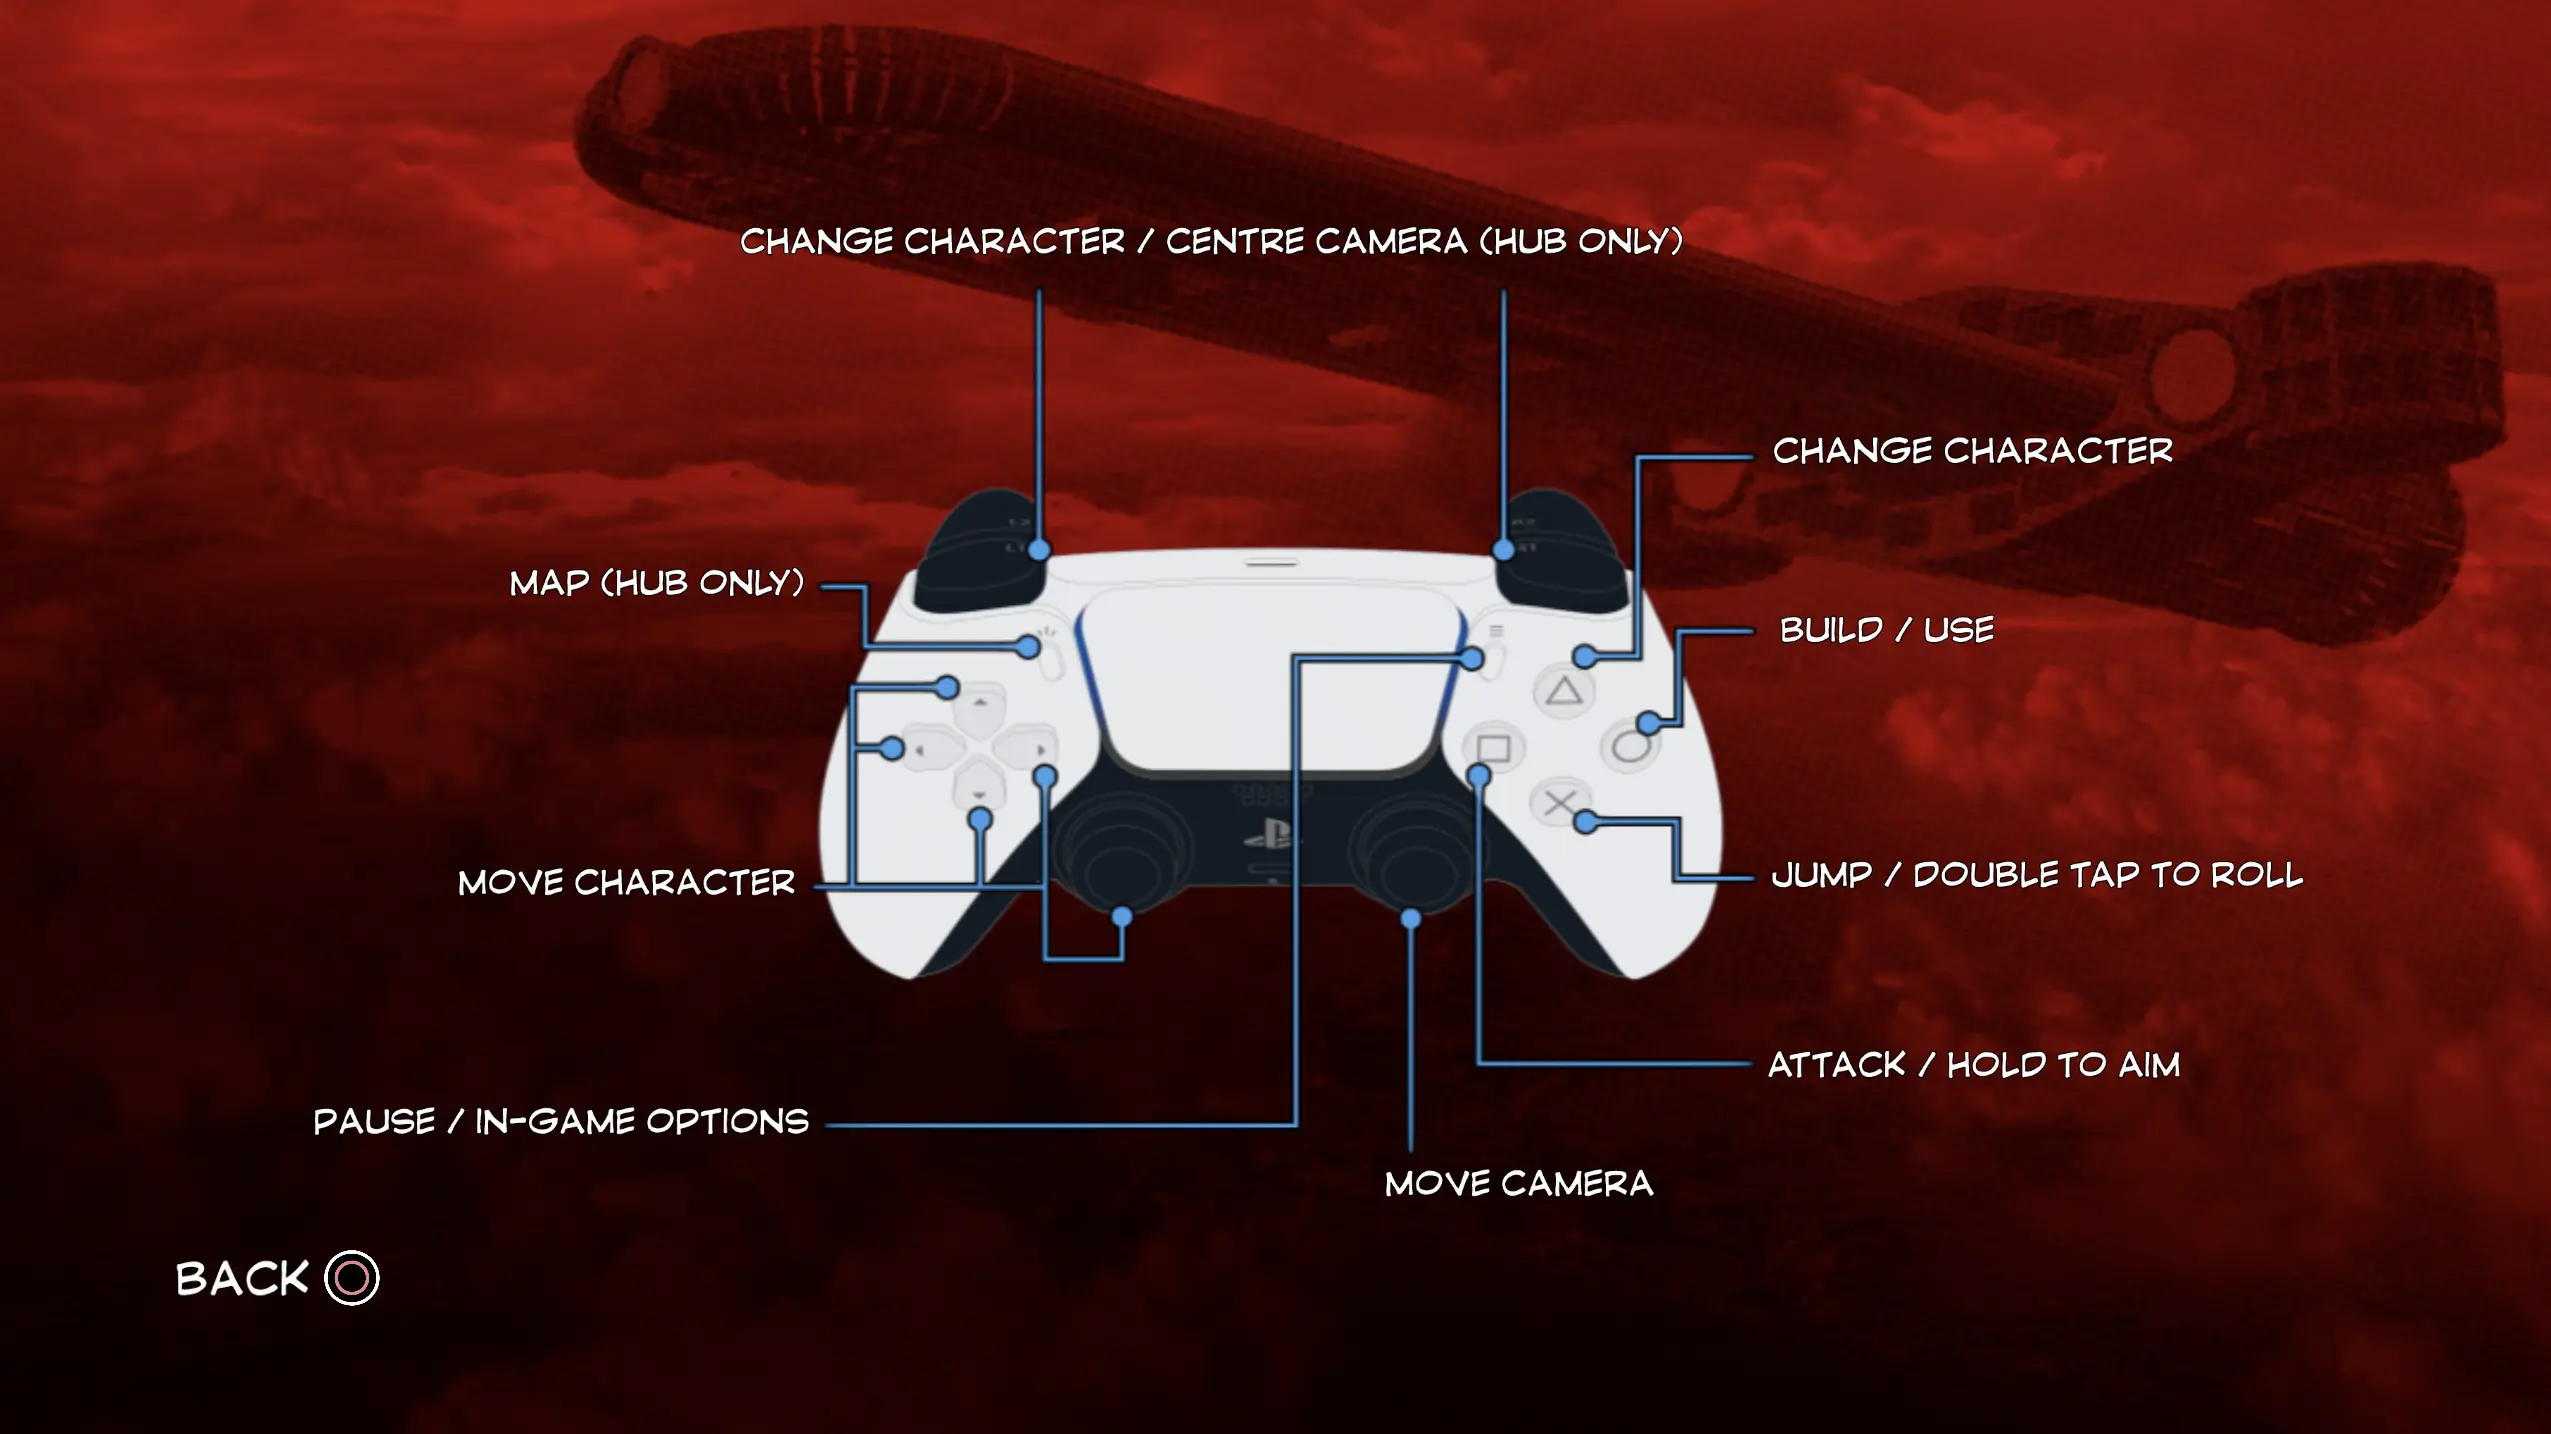 CHANGE CHARACTER / CENTRE CAMERA (HUB ONLY)
CHANGE CHARACTER
MAP (HUB ONLY)
BUILD / USE
MOVE CHARACTER
JUMP / DOUBLE TAP TO ROLL
ATTACK / HOLD TO AIM
PAUSE / IN-GAME OPTIONS
MOVE CAMERA
BACK